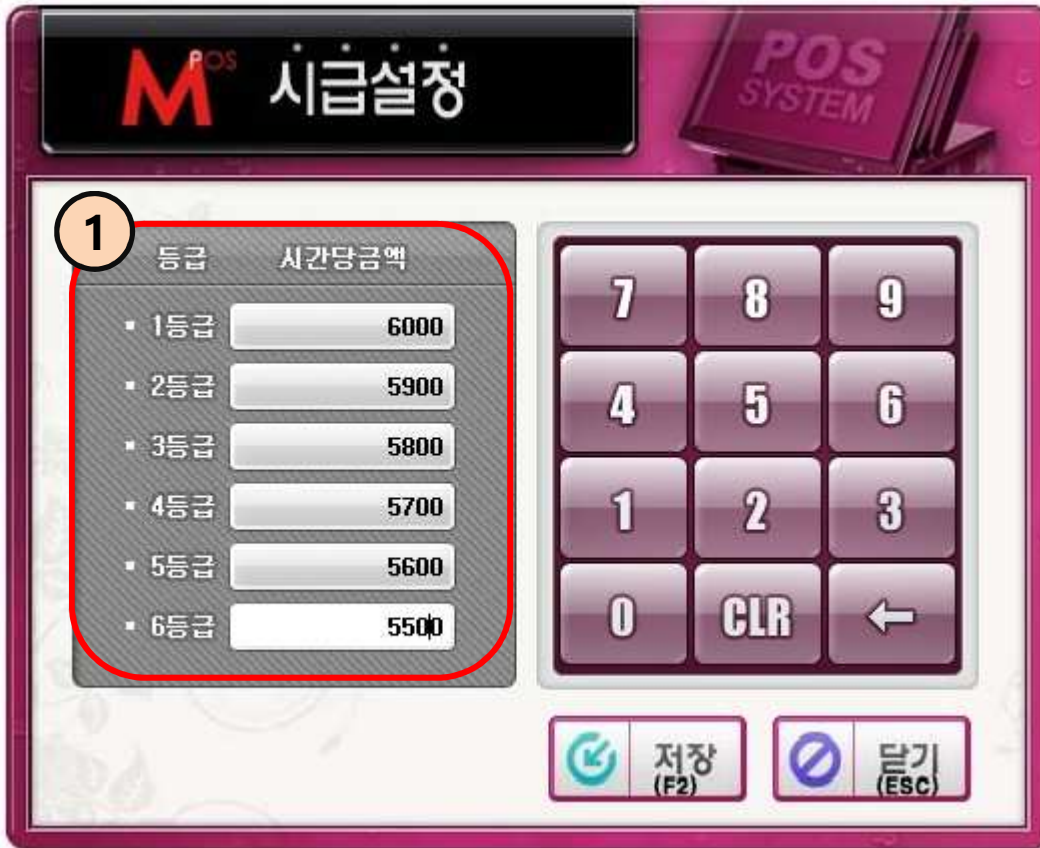 MPOS 시급설정
POS
SYSTEM
1
등급 시간당금액
1등급 6000
2등급 5900
3등급 5800
4등급 5700
5등급 5600
6등급 5500
7 8 9
4 5 6
1 2 3
0 CLR ←
저장 닫기
(F2) (ESC)